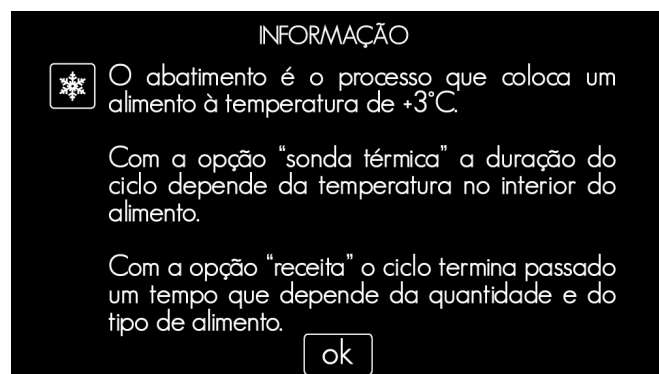 INFORMAÇÃO
O abatimento é o processo que coloca um
alimento à temperatura de +3°C.
Com a opção “sonda térmica” a duração do
ciclo depende da temperatura no interior do
alimento.
Com a opção “receita” o ciclo termina passado
um tempo que depende da quantidade e do
tipo de alimento.
ok